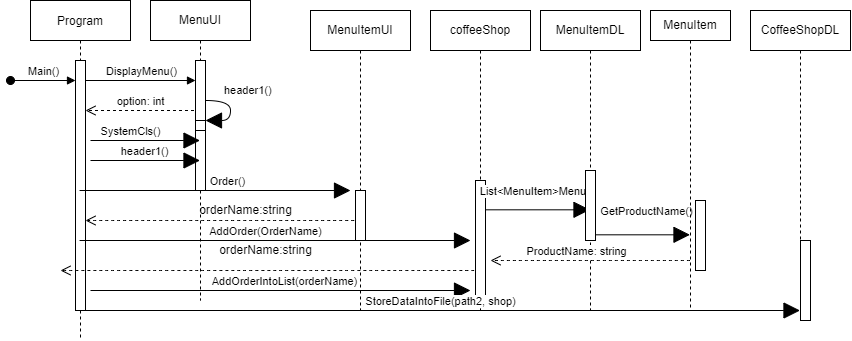 Program
MenuUI
MenuItemUI
coffeeShop
MenuItemDL
MenuItem
CoffeeShopDL
Main()
DisplayMenu()
header1()
option: int
SystemCls()
header1()
Order()
List<MenuItem>Menu
orderName:string
GetProductName()
AddOrder(OrderName)
orderName:string
ProductName: string
AddOrderIntoList(orderName)
StoreDataIntoFile(path2, shop)